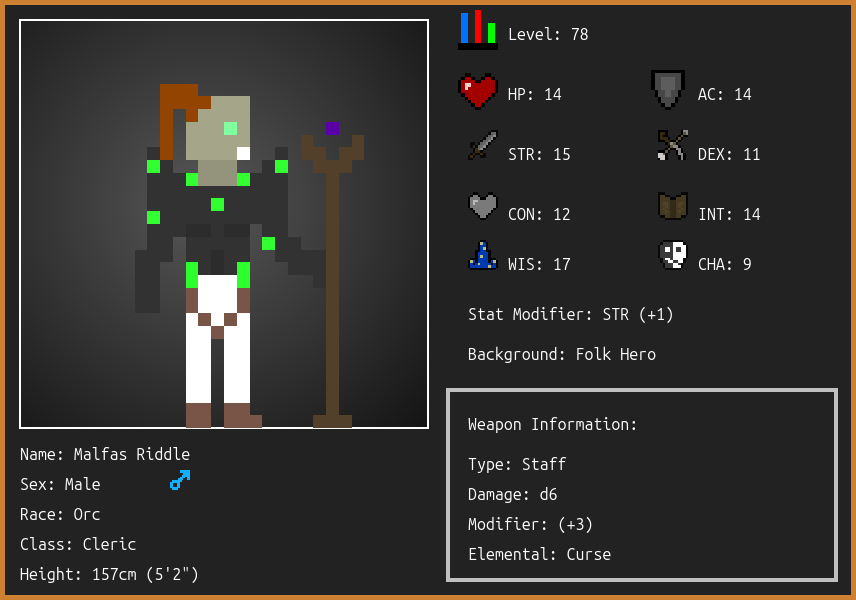 Level: 78
HP: 14
AC: 14
STR: 15
DEX: 11
CON: 12
INT: 14
WIS: 17
CHA: 9
Stat Modifier: STR (+1)
Background: Folk Hero
Weapon Information:
Type: Staff
Damage: d6
Modifier: (+3)
Elemental: Curse
Name: Malfas Riddle
Sex: Male
Race: Orc
Class: Cleric
Height: 157cm (5'2")